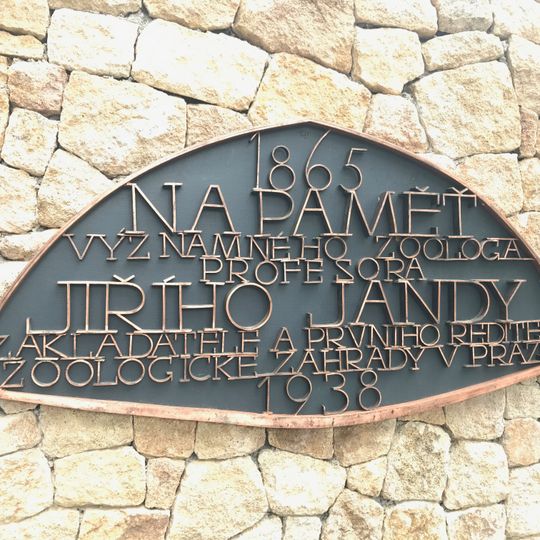 1865
NA PAMĚŤ
VÝZNAMNÉHO ZOOLOGA
PROFESORA
JIŘÍHO JANDY
ZAKLADATELE A PRVNÍHO ŘEDITE
ZOOLOGICKÉ ZAHRADY V PRAZ
1938